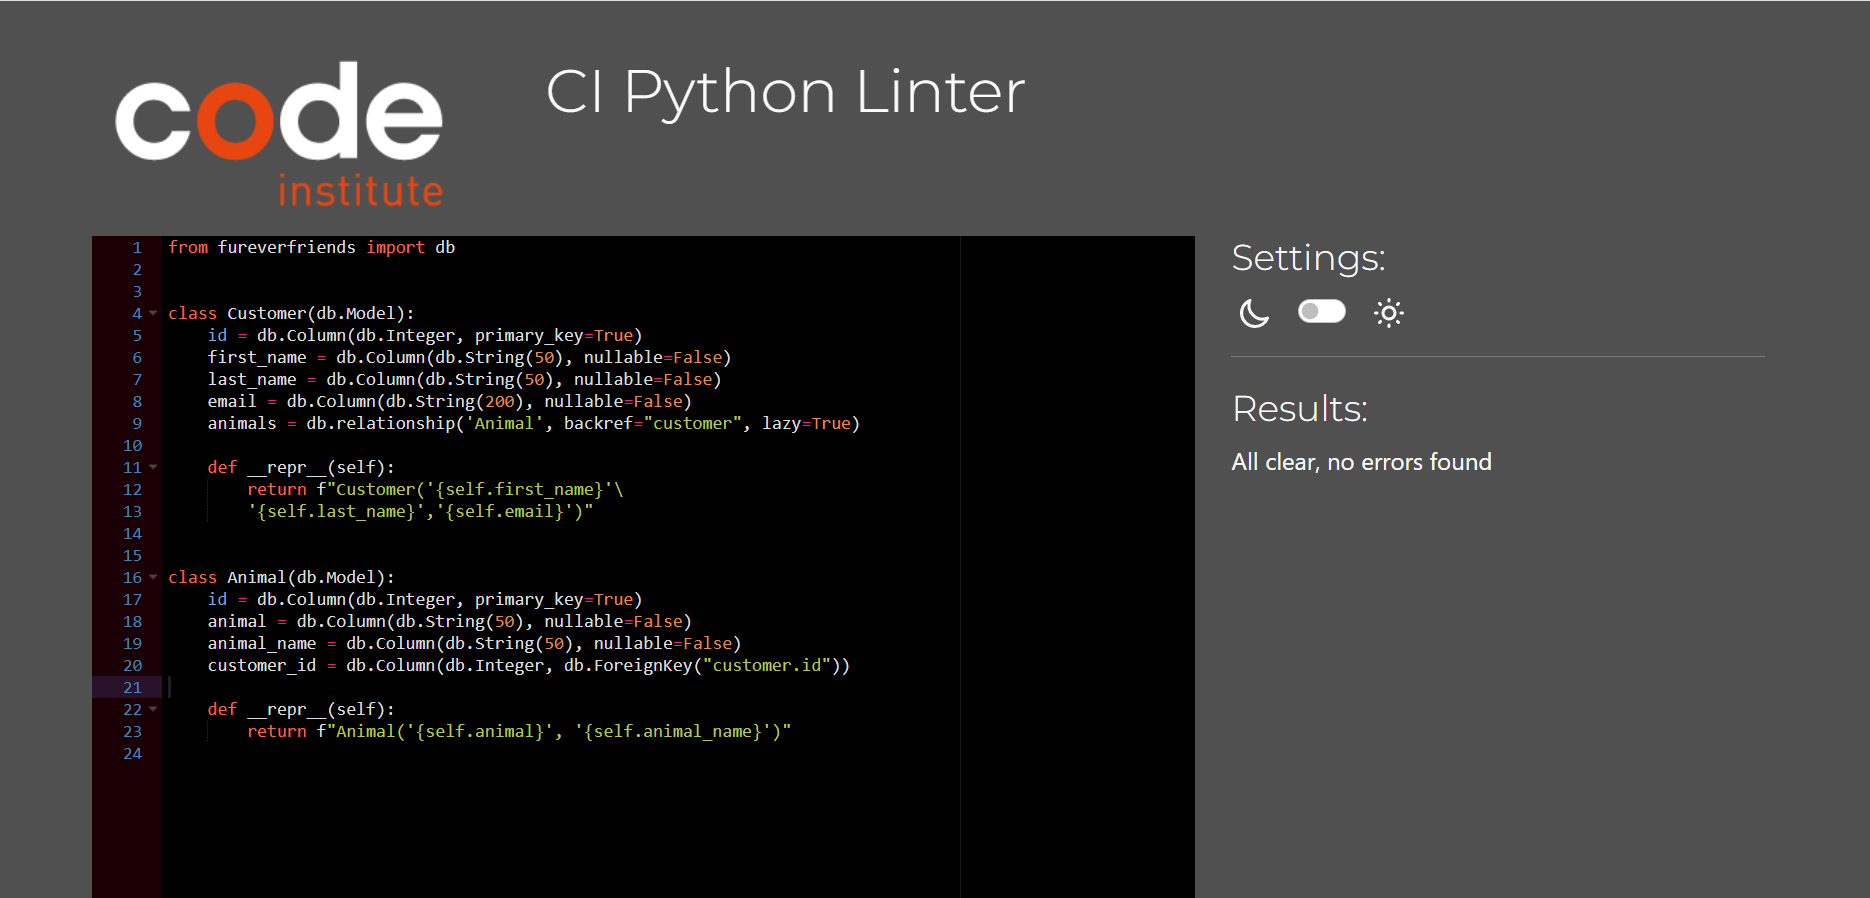 code
institute
CI Python Linter
1 from fureverfriends import db
2
3
4 class Customer(db.Model):
5     id = db.Column(db.Integer, primary_key=True)
6     first_name = db.Column(db.String(50), nullable=False)
7     last_name = db.Column(db.String(50), nullable=False)
8     email = db.Column(db.String(200), nullable=False)
9     animals = db.relationship('Animal', backref="customer", lazy=True)
10
11     def __repr__(self):
12         return f"Customer('{self.first_name}'\
13         '{self.last_name}','{self.email}')"
14
15
16 class Animal(db.Model):
17     id = db.Column(db.Integer, primary_key=True)
18     animal = db.Column(db.String(50), nullable=False)
19     animal_name = db.Column(db.String(50), nullable=False)
20     customer_id = db.Column(db.Integer, db.ForeignKey("customer.id"))
21
22     def __repr__(self):
23         return f"Animal('{self.animal}', '{self.animal_name}')"
24
Settings:
Results:
All clear, no errors found